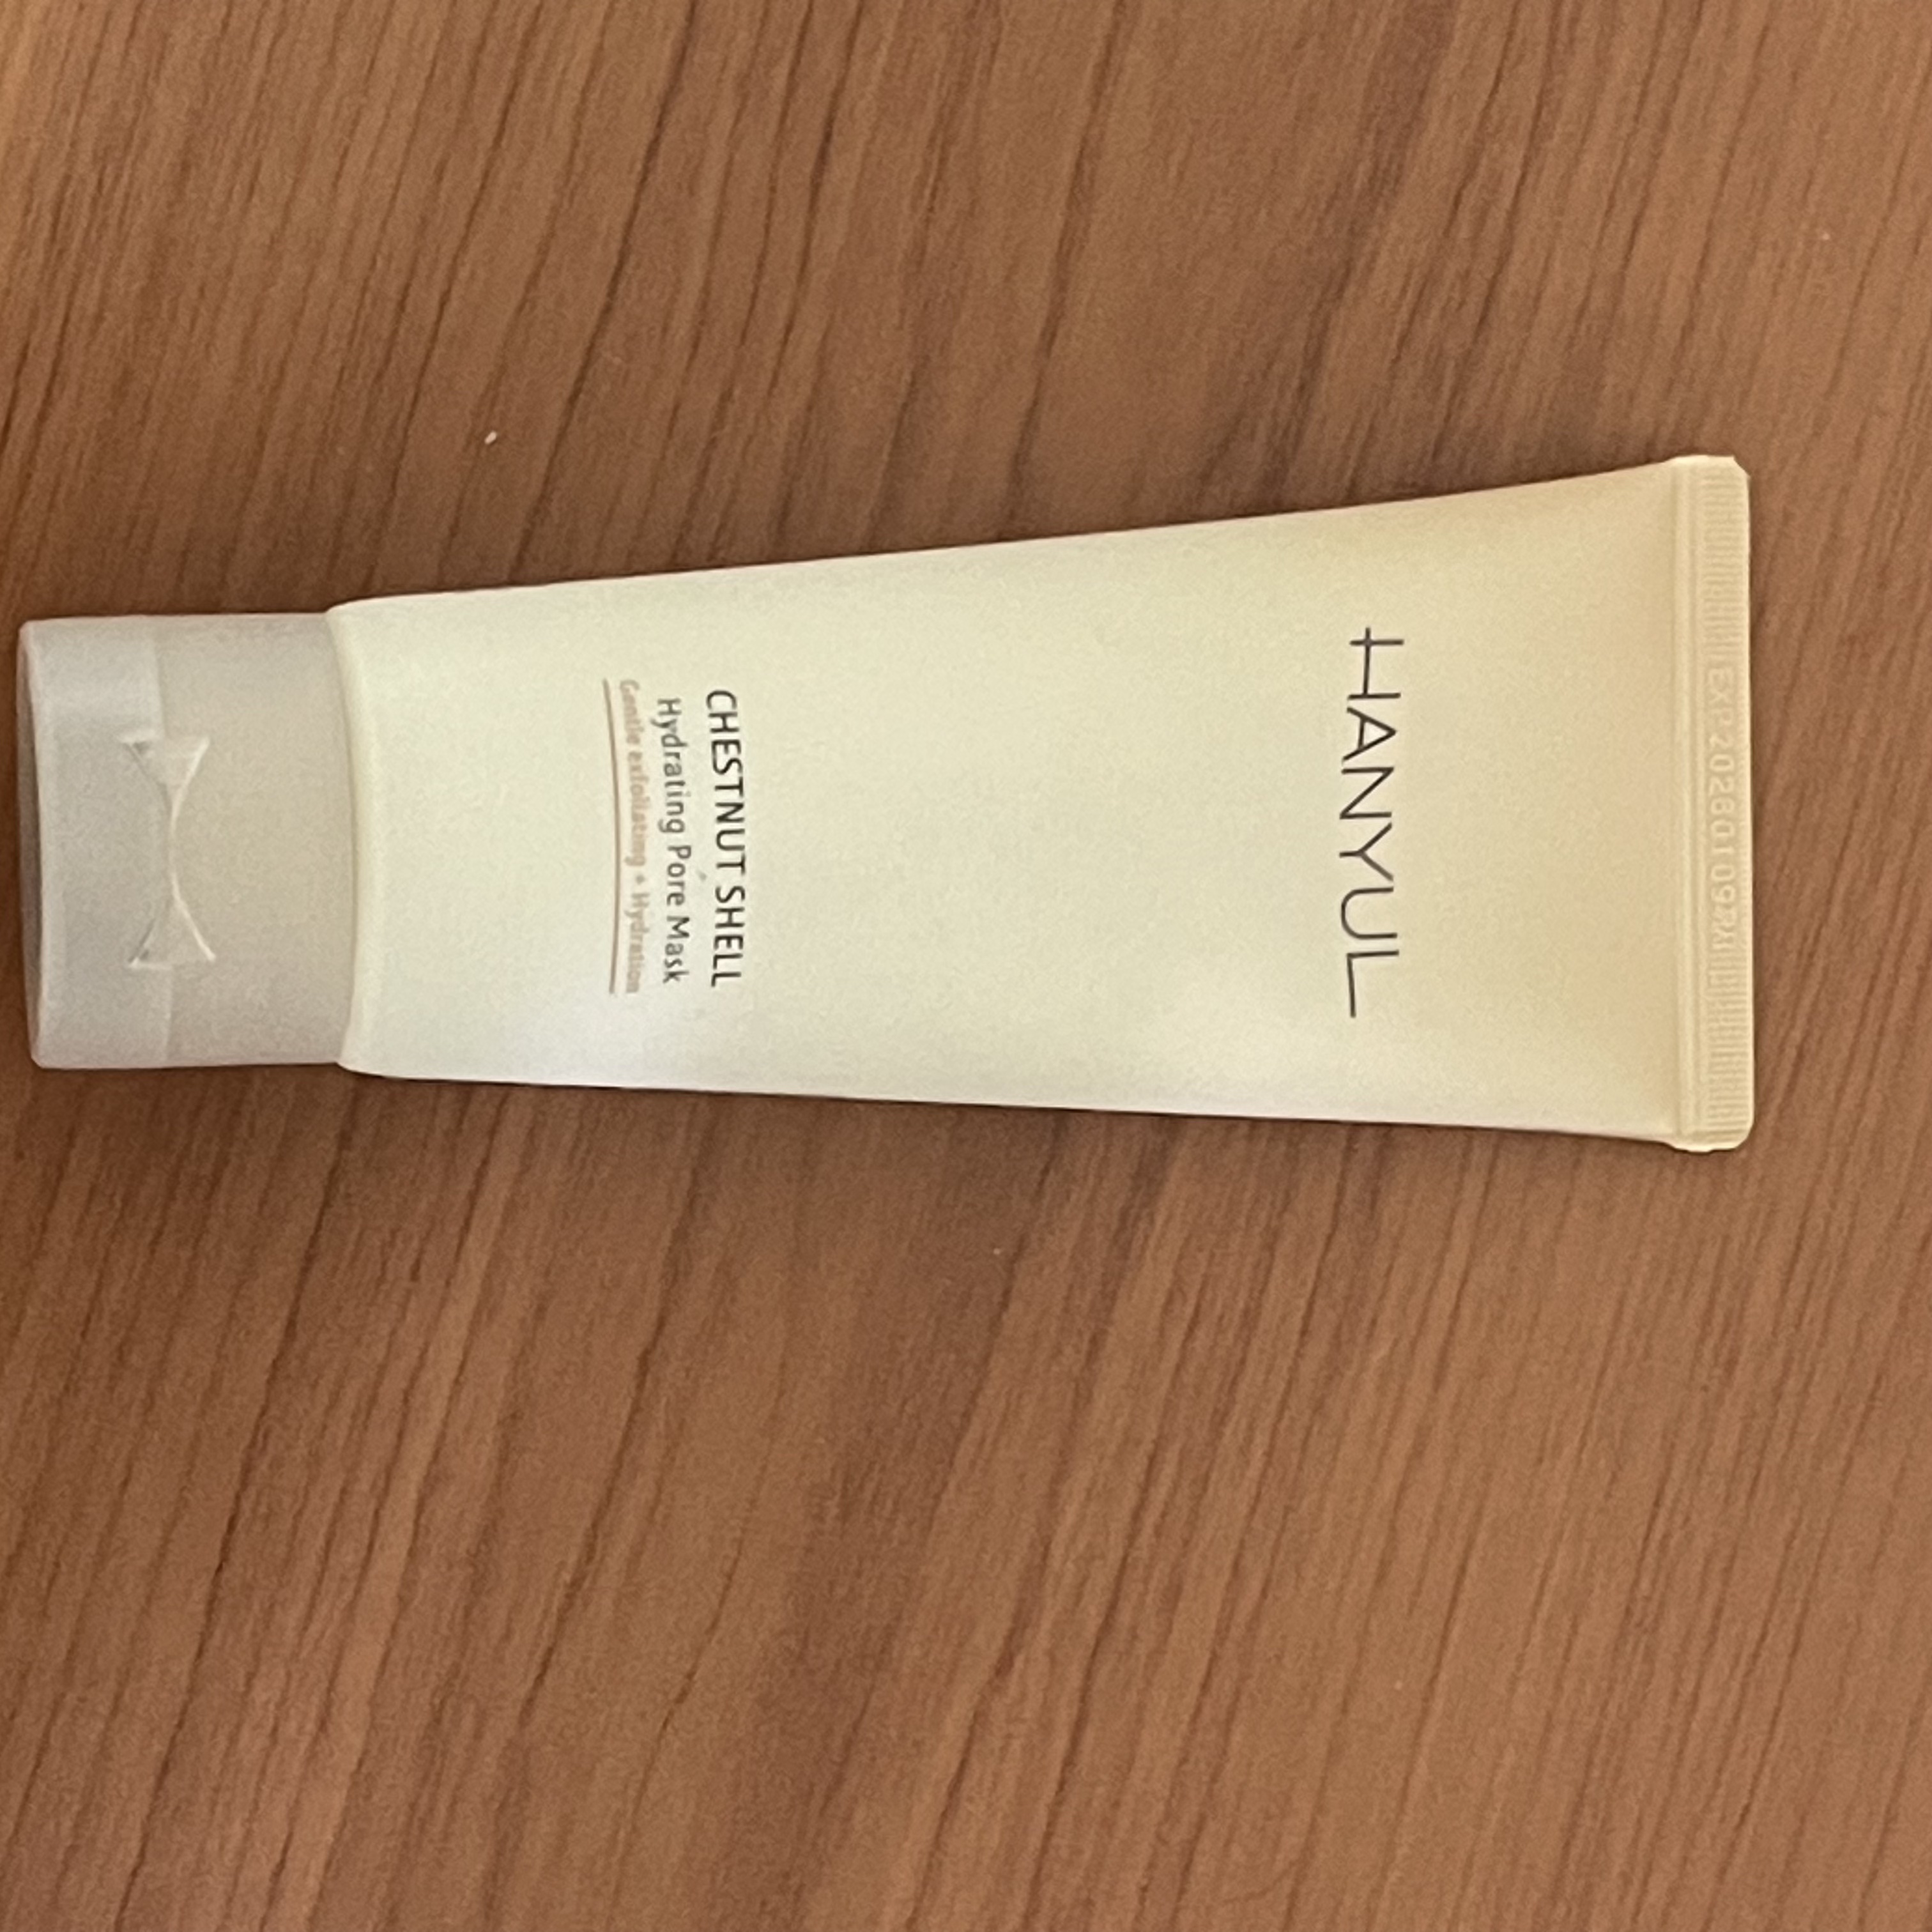 HANYUL
CHESTNUT SHELL
Hydrating Pore Mask
Gentle exfoliating + Hydration